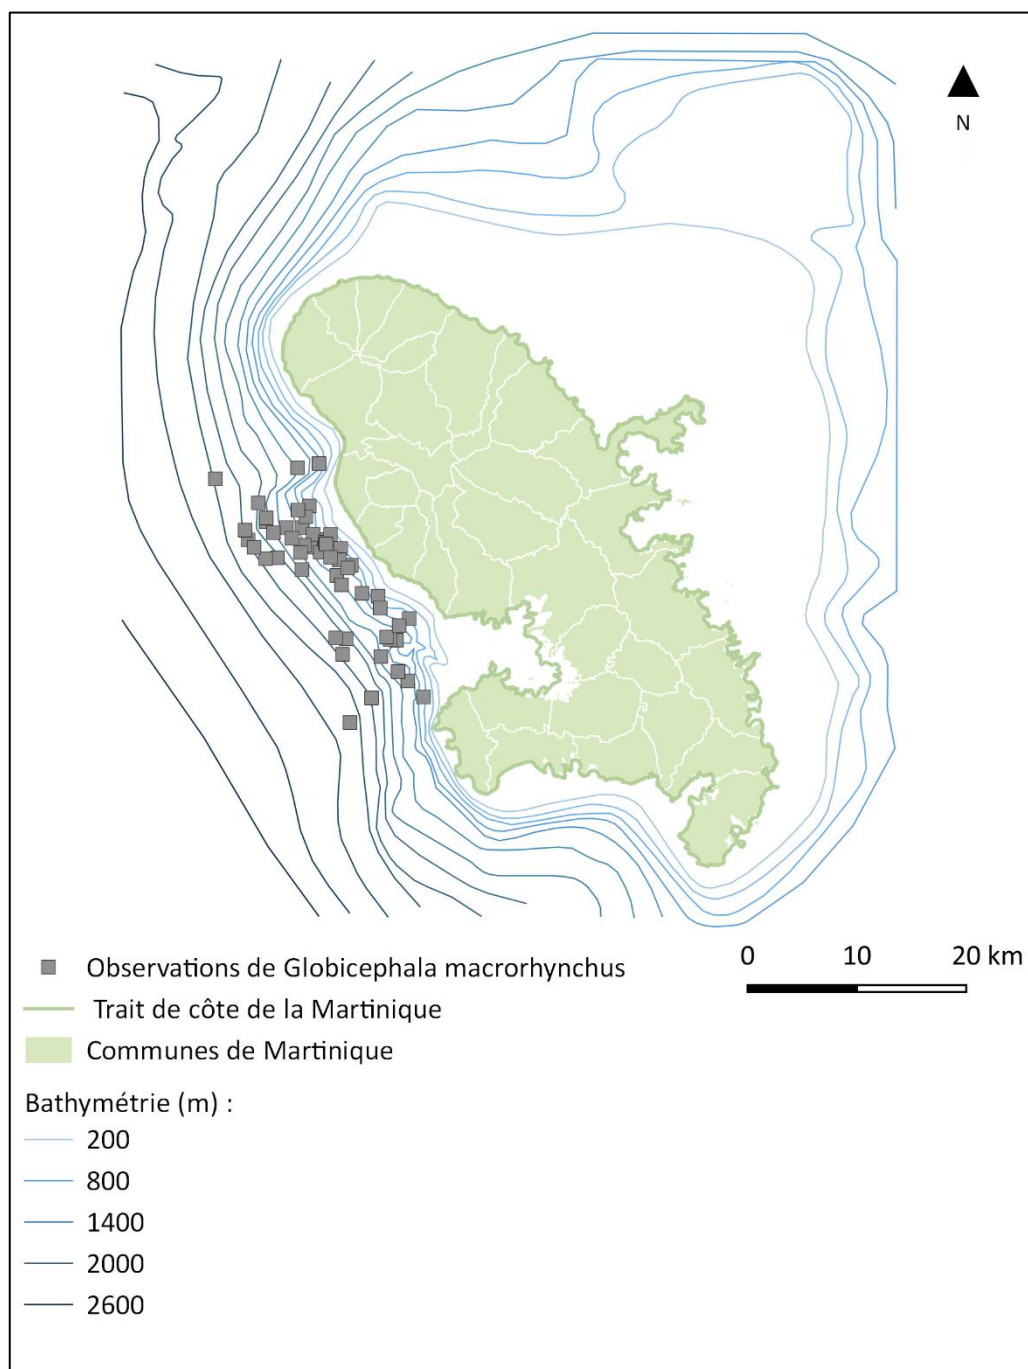 N
0 10 20 km
Observations de Globicephala macrorhynchus
Trait de côte de la Martinique
Communes de Martinique
Bathymétrie (m) :
200
800
1400
2000
2600